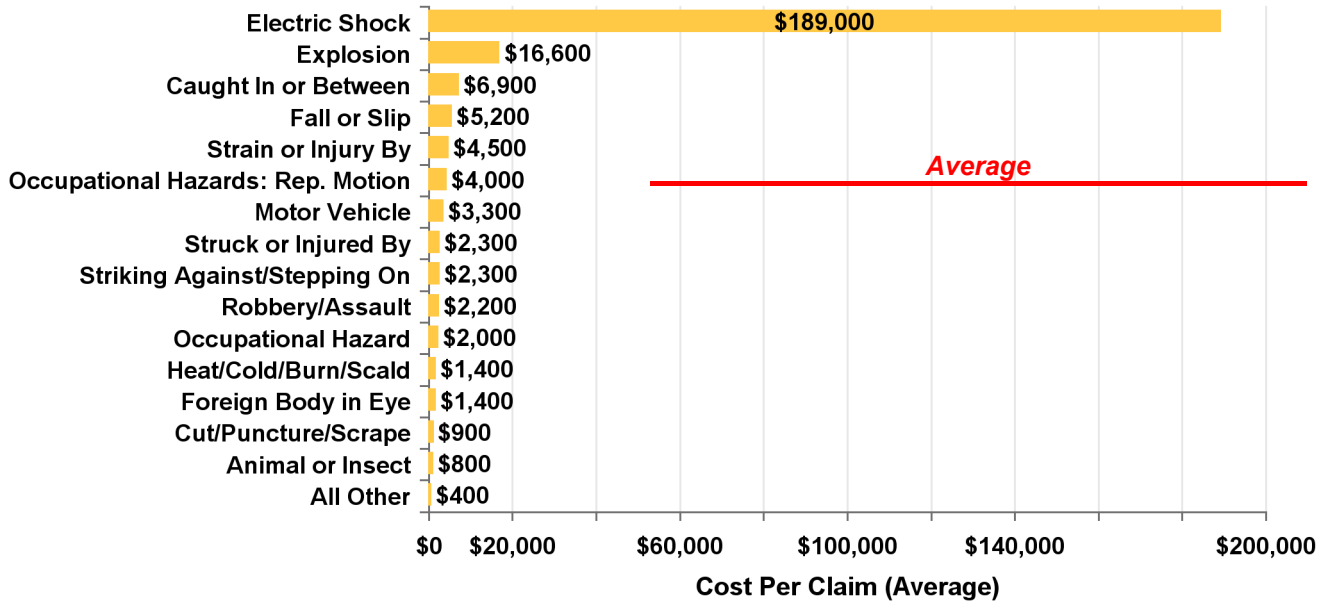 Electric Shock $189,000
Explosion $16,600
Caught In or Between $6,900
Fall or Slip $5,200
Strain or Injury By $4,500
Average
Occupational Hazards: Rep. Motion $4,000
Motor Vehicle $3,300
Struck or Injured By $2,300
Striking Against/Stepping On $2,300
Robbery/Assault $2,200
Occupational Hazard $2,000
Heat/Cold/Burn/Scald $1,400
Foreign Body in Eye $1,400
Cut/Puncture/Scrape $900
Animal or Insect $800
All Other $400
$0 $20,000 $60,000 $100,000 $140,000 $200,000
Cost Per Claim (Average)